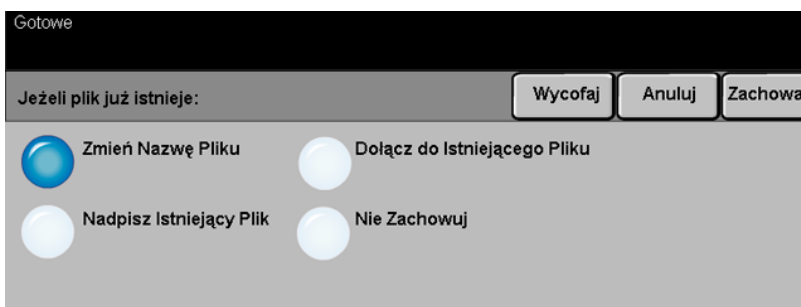 Gotowe
Jeżeli plik już istnieje: Wycofaj Anuluj Zachowa
Zmień Nazwę Pliku Dołącz do Istniejącego Pliku
Nadpisz Istniejący Plik Nie Zachowuj